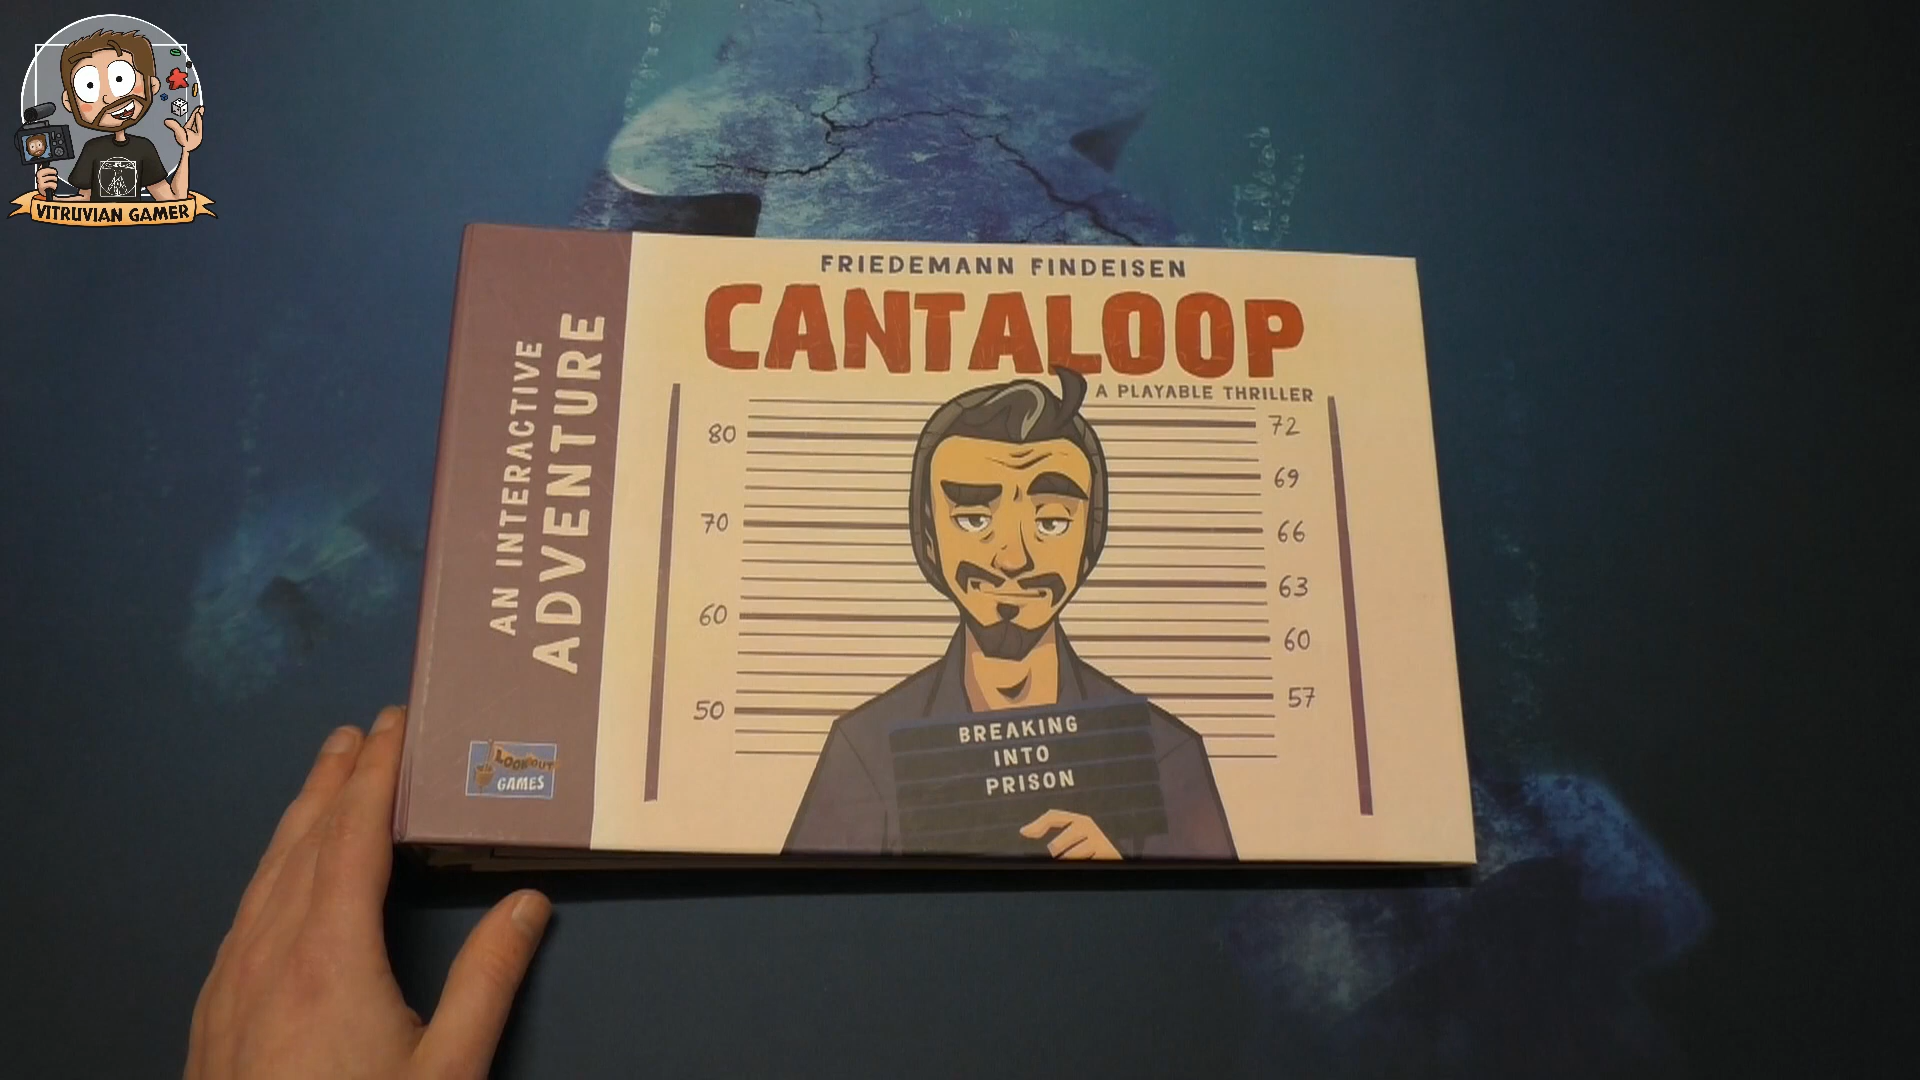 VITRUVIAN GAMER
AN INTERACTIVE
ADVENTURE
LOOKOUT
GAMES
FRIEDEMANN FINDEISEN
CANTALOOP
A PLAYABLE THRILLER
80
70
60
50
72
69
66
63
60
57
BREAKING
INTO
PRISON